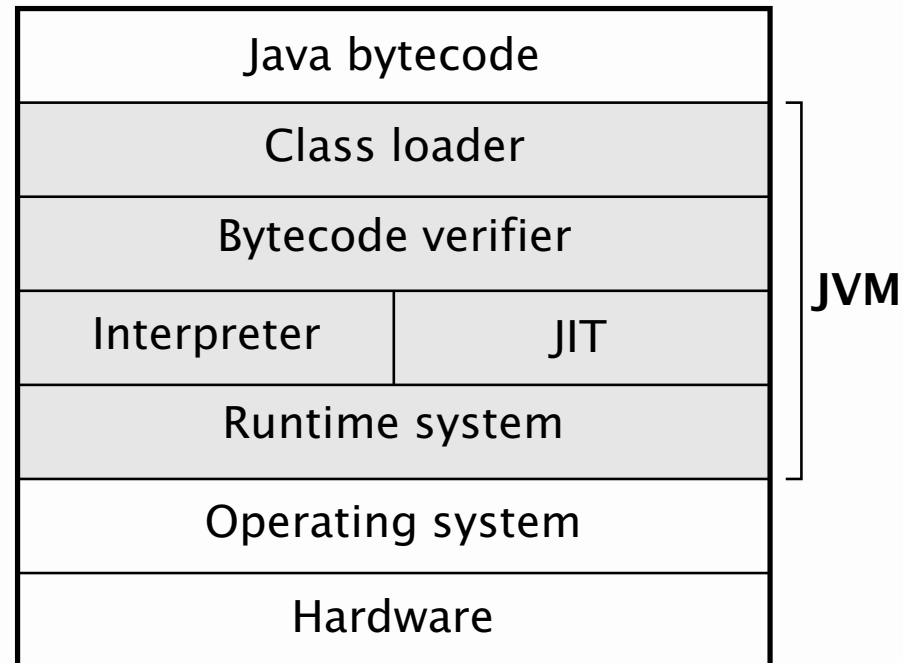 Java bytecode
Class loader
Bytecode verifier
Interpreter
JIT
Runtime system
JVM
Operating system
Hardware